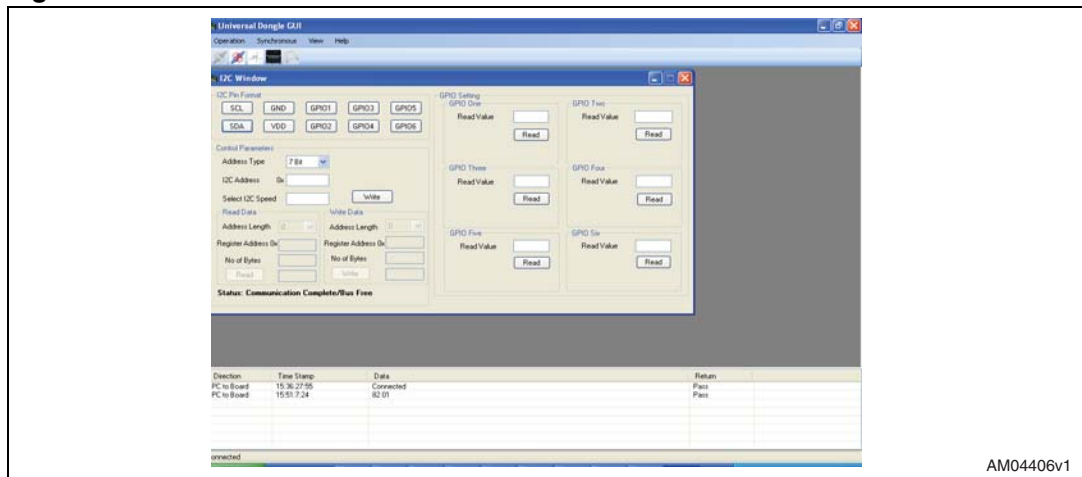 Universal Dongle GUI
Operation Synchronous View Help
I2C Window
I2C Pin Format
SCL GND GPIO1 GPIO3 GPIO5
SDA VDD GPIO2 GPIO4 GPIO6
Control Parameters
Address Type 7 Bit
I2C Address 0x
Select I2C Speed Write
Read Data Write Data
Address Length 0 Address Length 0
Register Address 0x Register Address 0x
No of Bytes No of Bytes
Read Write
Status: Communication Complete/Bus Free
GPIO Setting
GPIO One GPIO Two
Read Value Read Value
Read Read
GPIO Three GPIO Four
Read Value Read Value
Read Read
GPIO Five GPIO Six
Read Value Read Value
Read Read
Direction Time Stamp Data Return
PC to Board 15:36:27:55 Connected Pass
PC to Board 15:51:7:24 82 01 Pass
onnected
AM04406v1